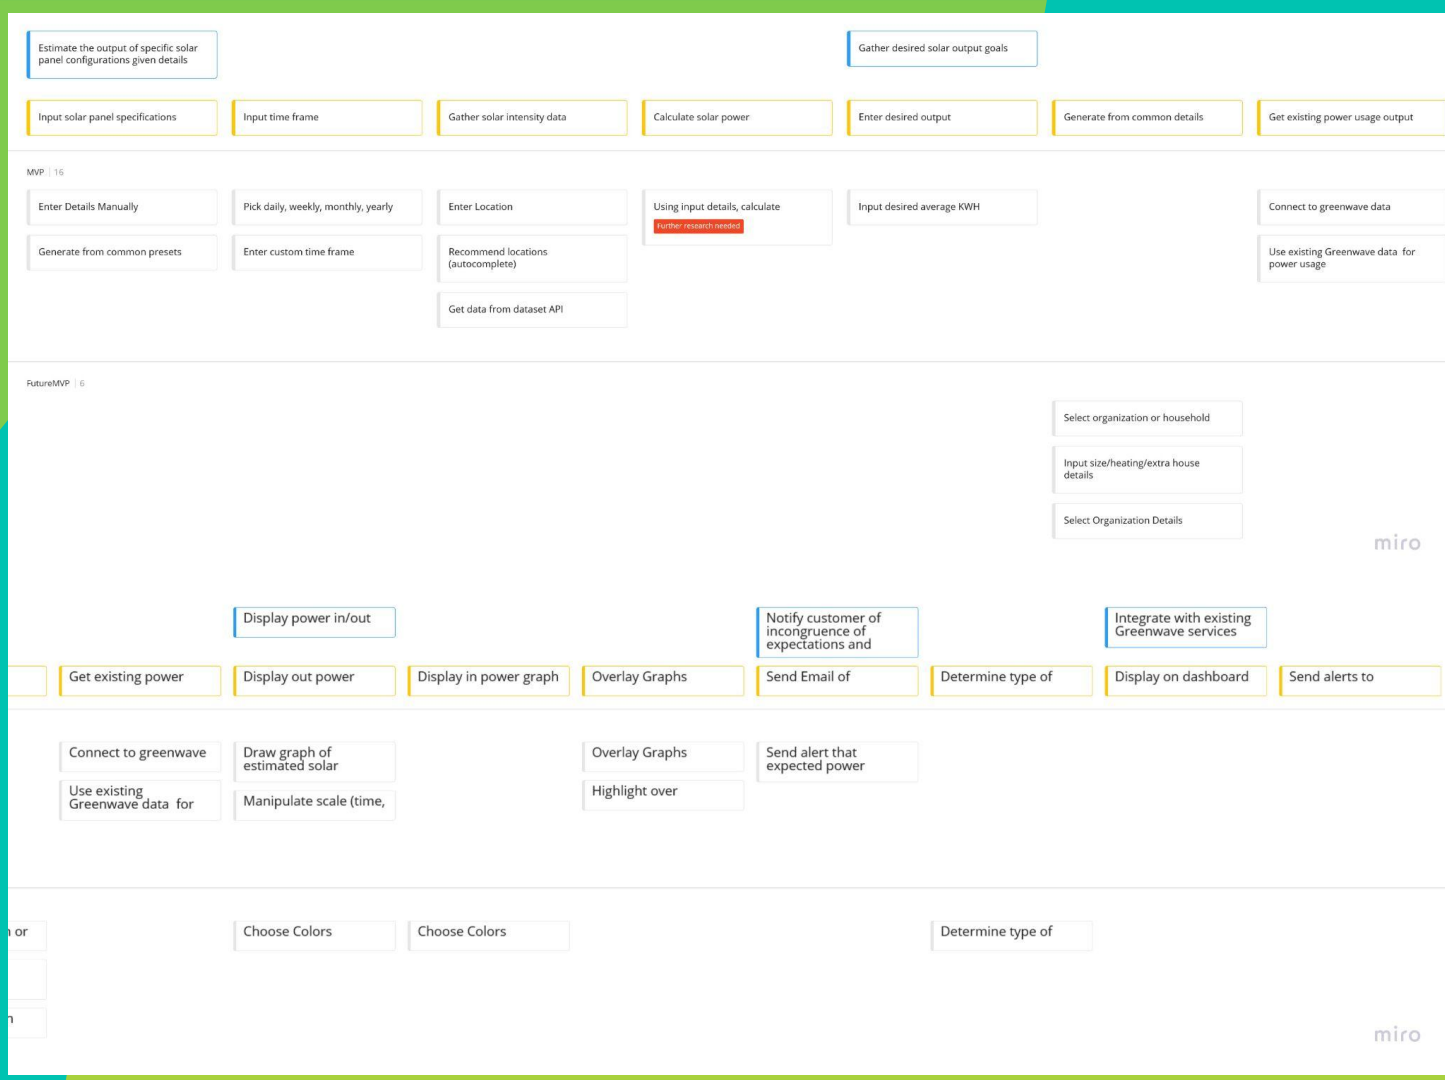 Estimate the output of specific solar
panel configurations given details
Gather desired solar output goals
Input solar panel specifications
Input time frame
Gather solar intensity data
Calculate solar power
Enter desired output
Generate from common details
Get existing power usage output
MVP 16
Enter Details Manually
Pick daily, weekly, monthly, yearly
Enter Location
Using input details, calculate
Further research needed
Input desired average KWH
Connect to greenwave data
Generate from common presets
Enter custom time frame
Recommend locations
(autocomplete)
Use existing Greenwave data for
power usage
Get data from dataset API
FutureMVP 6
Select organization or household
Input size/heating/extra house
details
Select Organization Details
miro
Display power in/out
Notify customer of
incongruence of
expectations and
Integrate with existing
Greenwave services
Get existing power
Display out power
Display in power graph
Overlay Graphs
Send Email of
Determine type of
Display on dashboard
Send alerts to
Connect to greenwave
Draw graph of
estimated solar
Overlay Graphs
Send alert that
expected power
Use existing
Greenwave data for
Manipulate scale (time,
Highlight over
or
Choose Colors
Choose Colors
Determine type of
miro